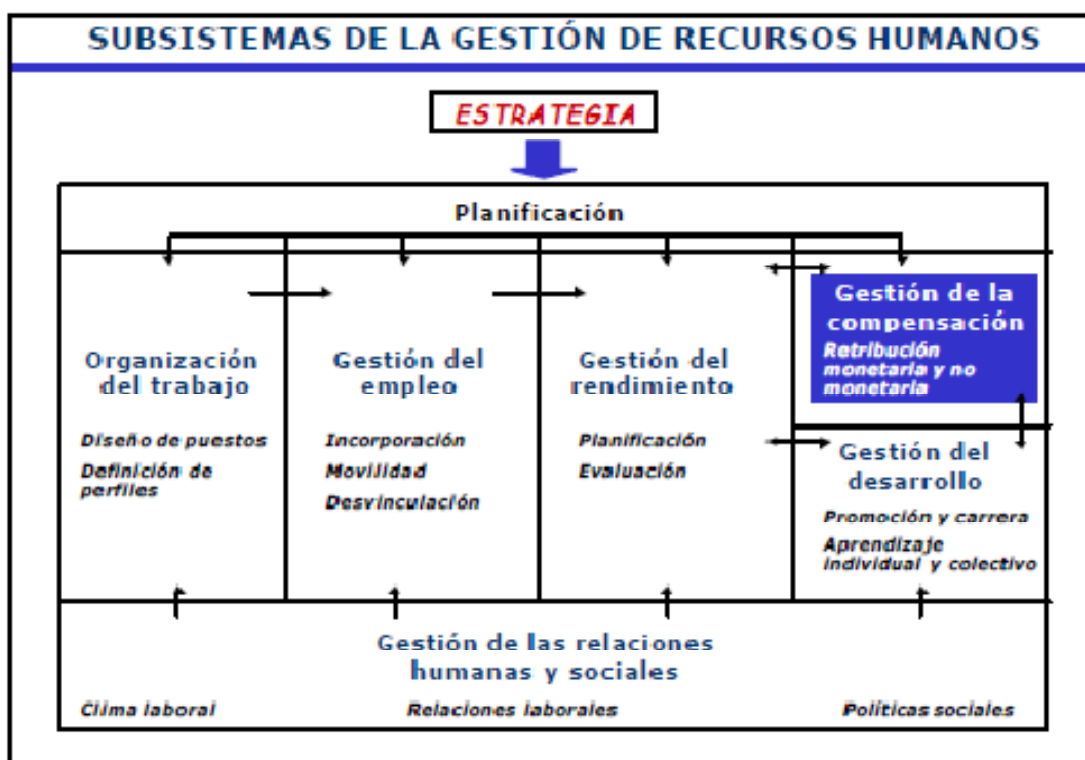 SUBSISTEMAS DE LA GESTIÓN DE RECURSOS HUMANOS
ESTRATEGIA
Planificación
Organización
del trabajo
Diseño de puestos
Definición de
perfiles
Gestión del
empleo
Incorporación
Movilidad
Desvinculación
Gestión del
rendimiento
Planificación
Evaluación
Gestión de la
compensación
Retribución
monetaria y no
monetaria
Gestión del
desarrollo
Promoción y carrera
Aprendizaje
individual y colectivo
Gestión de las relaciones
humanas y sociales
Clima laboral
Relaciones laborales
Políticas sociales